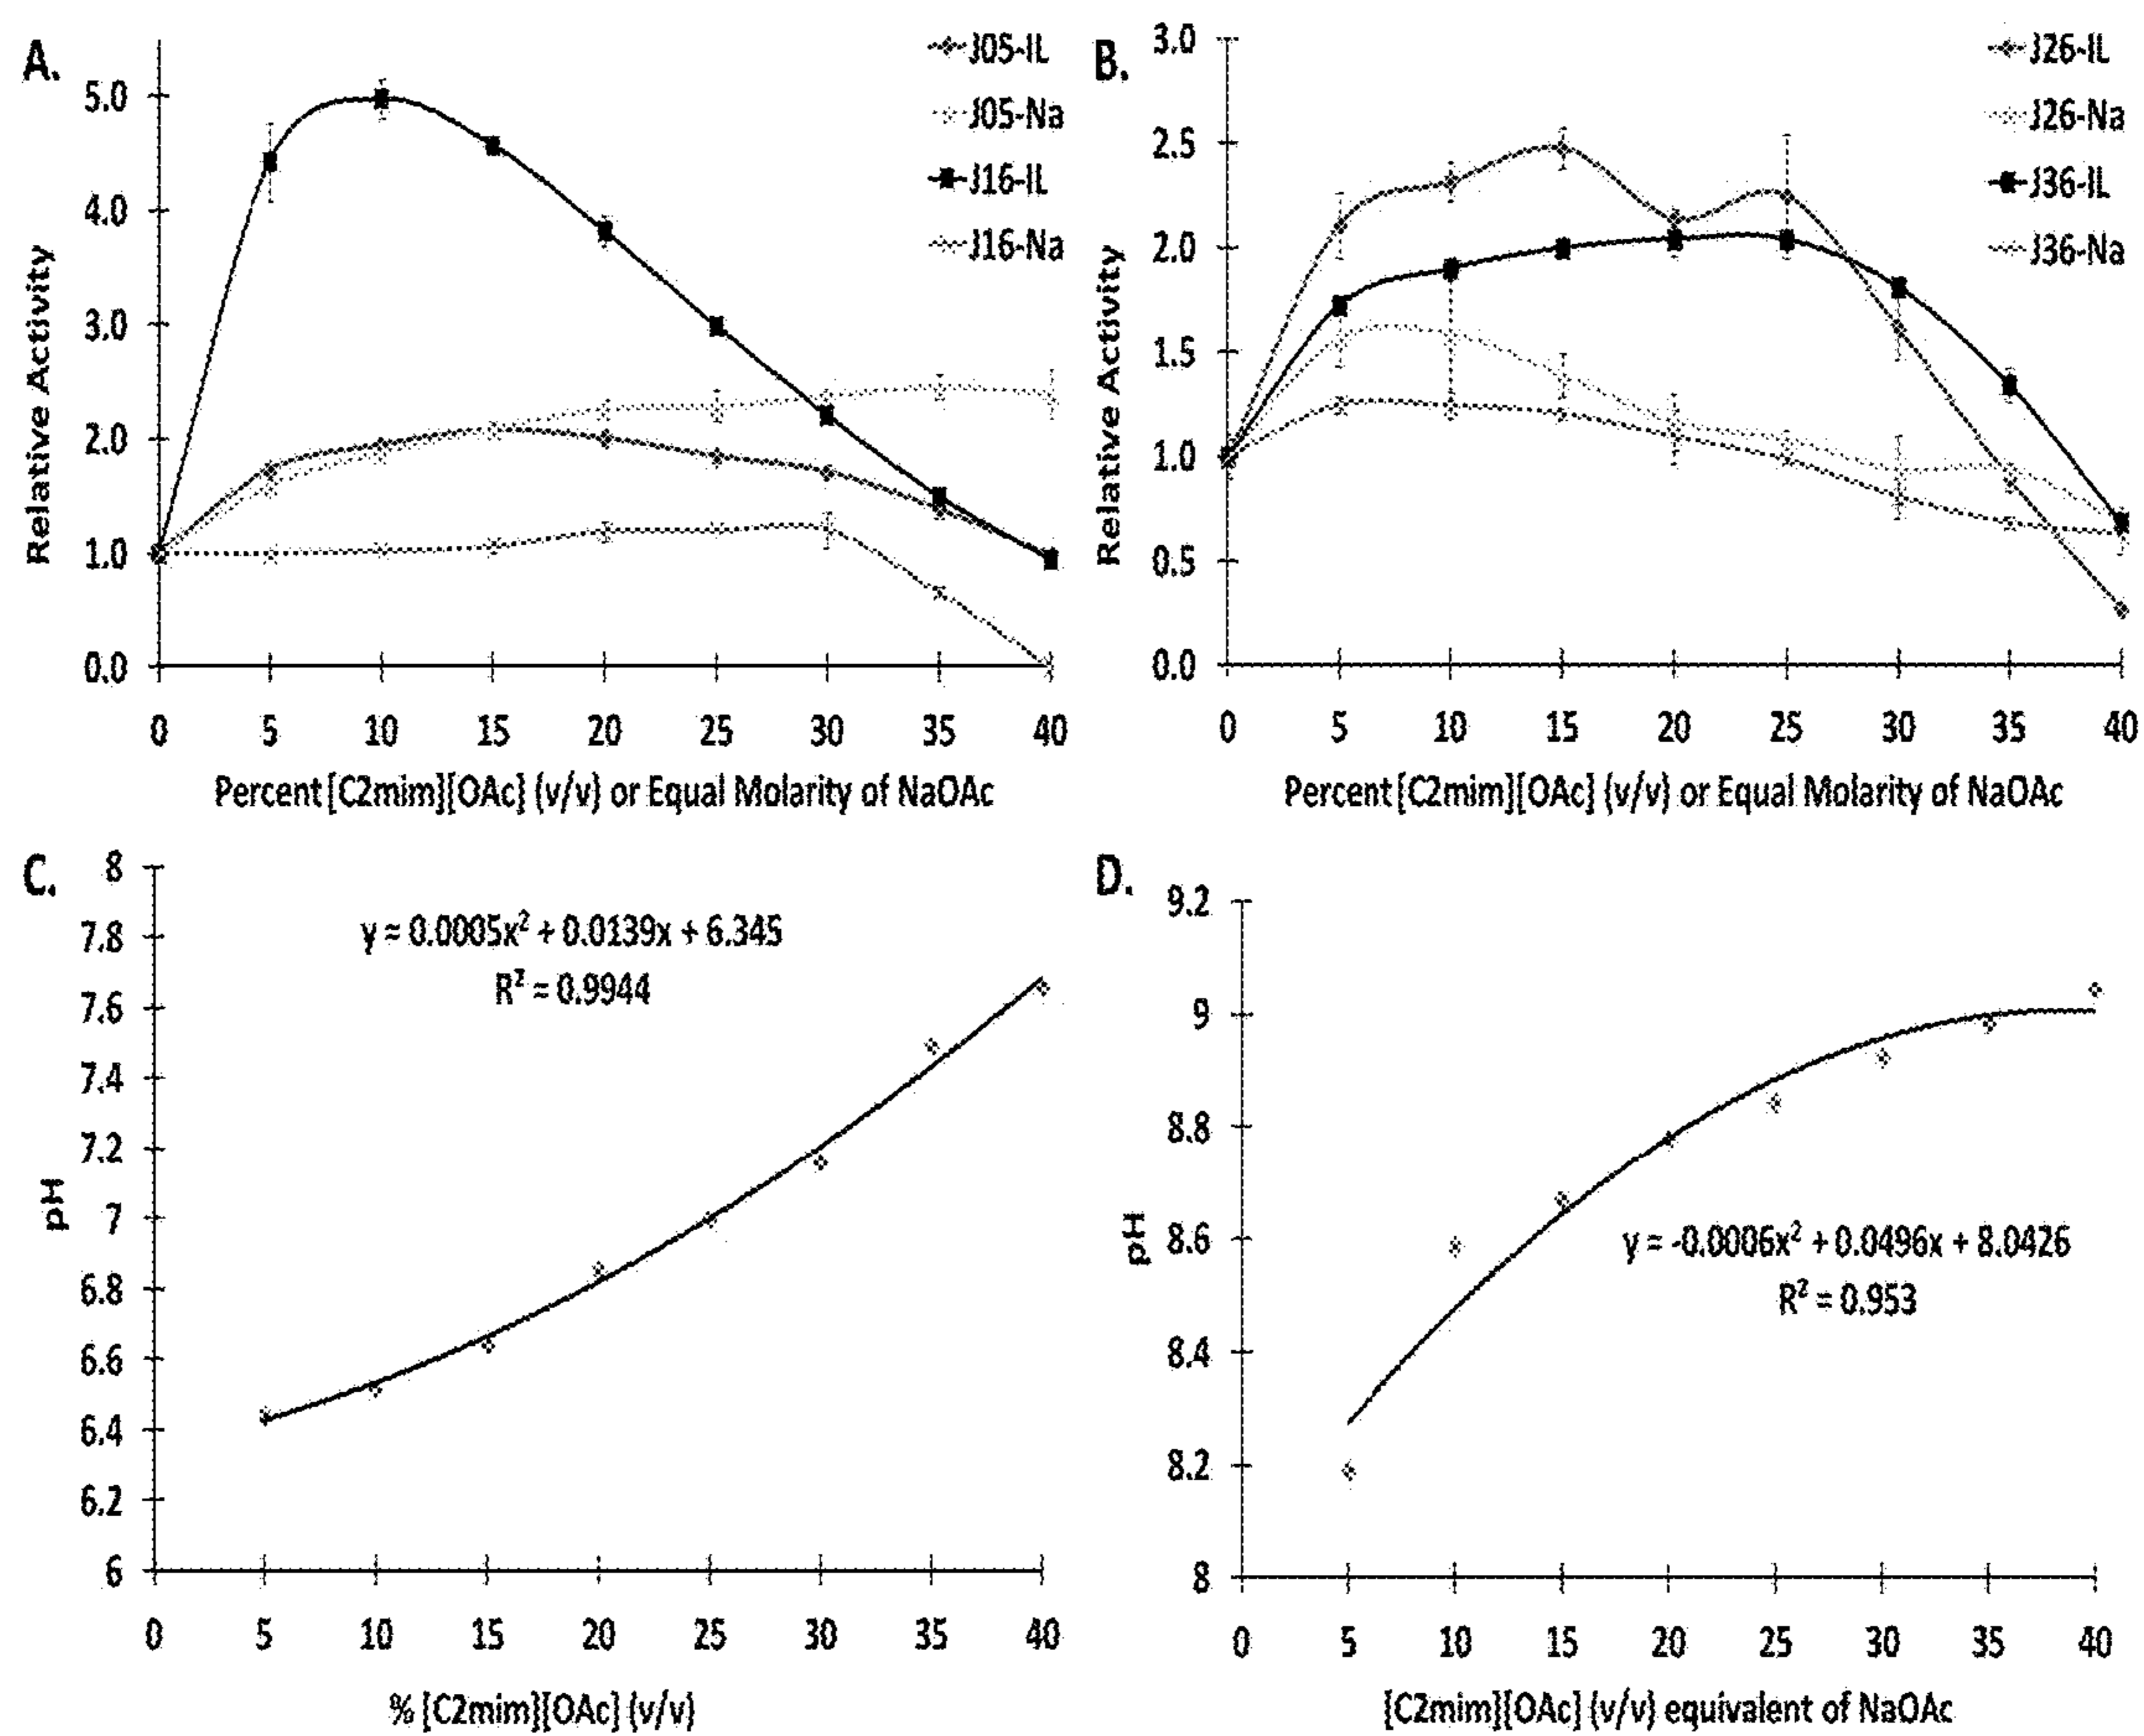 A.
J05-IL
J05-Na
J16-IL
J16-Na
5.0
4.0
3.0
2.0
1.0
0.0
Relative Activity
0 5 10 15 20 25 30 35 40
Percent [C2mim][OAc] (v/v) or Equal Molarity of NaOAc
B.
J26-IL
J26-Na
J36-IL
J36-Na
3.0
2.5
2.0
1.5
1.0
0.5
0.0
Relative Activity
0 5 10 15 20 25 30 35 40
Percent [C2mim][OAc] (v/v) or Equal Molarity of NaOAc
C.
y = 0.0005x² + 0.0139x + 6.345
R² = 0.9944
8
7.8
7.6
7.4
7.2
7
6.8
6.6
6.4
6.2
6
pH
0 5 10 15 20 25 30 35 40
% [C2mim][OAc] (v/v)
D.
9.2
9
8.8
8.6
8.4
8.2
8
pH
y = -0.0006x² + 0.0496x + 8.0426
R² = 0.953
0 5 10 15 20 25 30 35 40
[C2mim][OAc] (v/v) equivalent of NaOAc